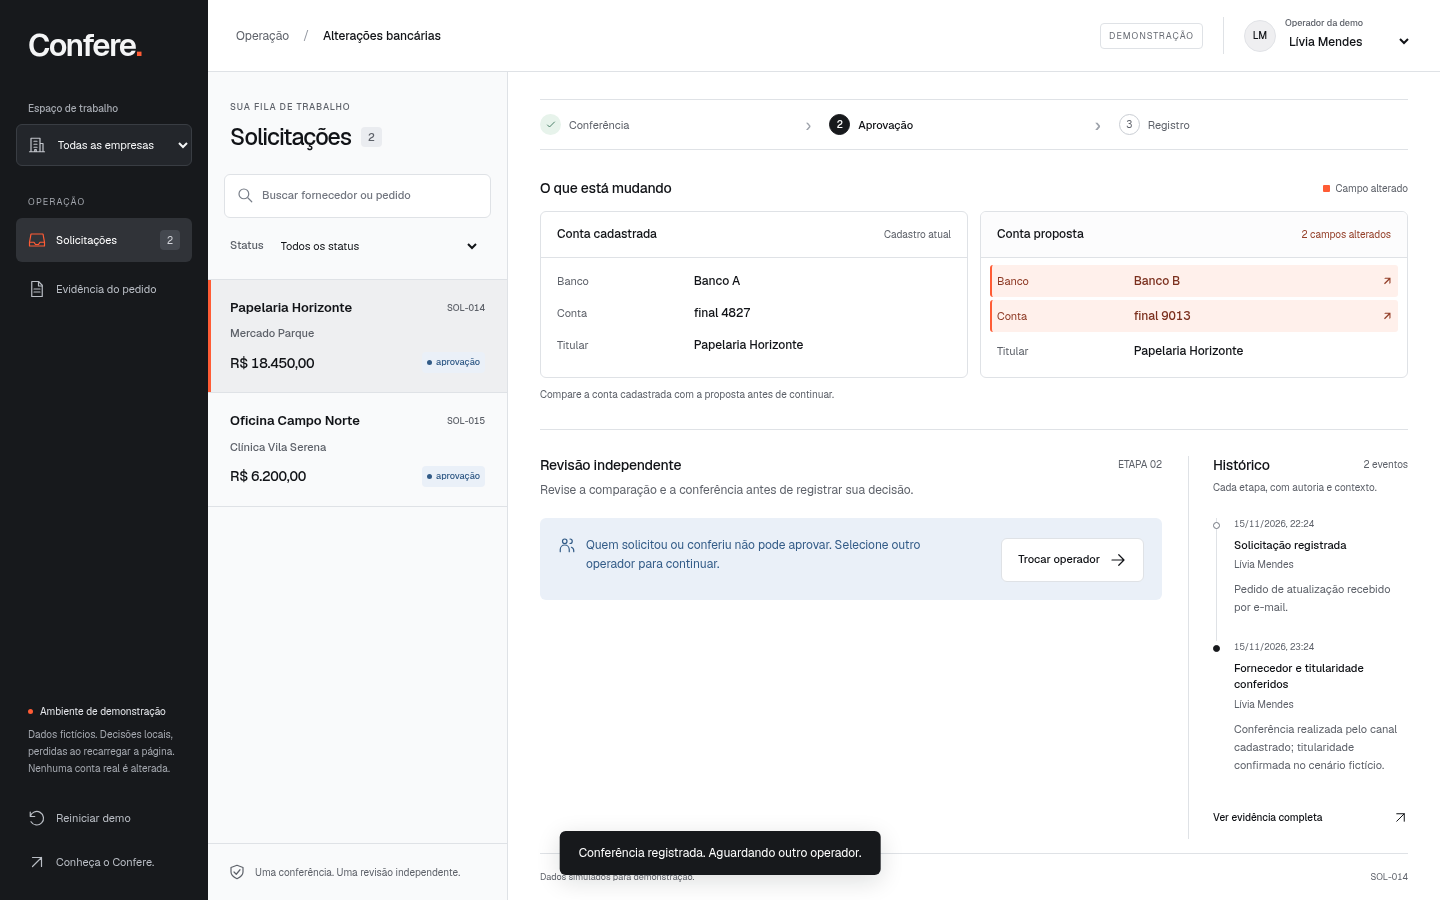 Confere.
Espaço de trabalho
Todas as empresas
OPERAÇÃO
Solicitações 2
Evidência do pedido
Ambiente de demonstração
Dados fictícios. Decisões locais,
perdidas ao recarregar a página.
Nenhuma conta real é alterada.
Reiniciar demo
Conheça o Confere.
Operação / Alterações bancárias
DEMONSTRAÇÃO
LM
Operador da demo
Lívia Mendes
SUA FILA DE TRABALHO
Solicitações 2
Buscar fornecedor ou pedido
Status Todos os status
Papelaria Horizonte SOL-014
Mercado Parque
R$ 18.450,00 aprovação
Oficina Campo Norte SOL-015
Clínica Vila Serena
R$ 6.200,00 aprovação
Uma conferência. Uma revisão independente.
Conferência
2 Aprovação
3 Registro
O que está mudando
Campo alterado
Conta cadastrada Cadastro atual
Banco Banco A
Conta final 4827
Titular Papelaria Horizonte
Conta proposta 2 campos alterados
Banco Banco B
Conta final 9013
Titular Papelaria Horizonte
Compare a conta cadastrada com a proposta antes de continuar.
Revisão independente ETAPA 02
Revise a comparação e a conferência antes de registrar sua decisão.
Quem solicitou ou conferiu não pode aprovar. Selecione outro
operador para continuar.
Trocar operador
Histórico 2 eventos
Cada etapa, com autoria e contexto.
15/11/2026, 22:24
Solicitação registrada
Lívia Mendes
Pedido de atualização recebido
por e-mail.
15/11/2026, 23:24
Fornecedor e titularidade
conferidos
Lívia Mendes
Conferência realizada pelo canal
cadastrado; titularidade
confirmada no cenário fictício.
Ver evidência completa
Conferência registrada. Aguardando outro operador.
Dados simulados para demonstração.
SOL-014